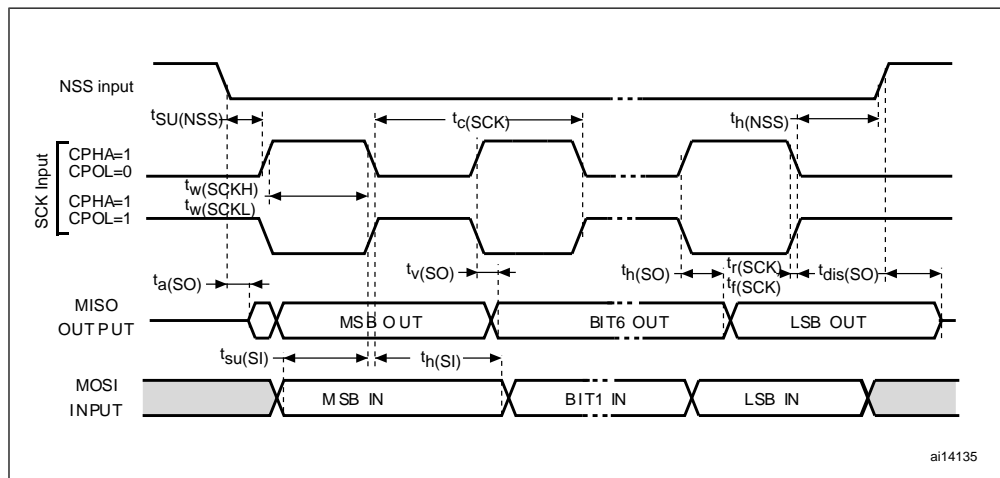 NSS input
tSU(NSS)
tc(SCK)
th(NSS)
SCK Input
CPHA=1
CPOL=0
tw(SCKH)
tw(SCKL)
CPHA=1
CPOL=1
ta(SO)
tv(SO)
th(SO)
tr(SCK)
tf(SCK)
tdis(SO)
MISO
OUTPUT
MSB OUT
BIT6 OUT
LSB OUT
tsu(SI)
th(SI)
MOSI
INPUT
MSB IN
BIT1 IN
LSB IN
ai14135